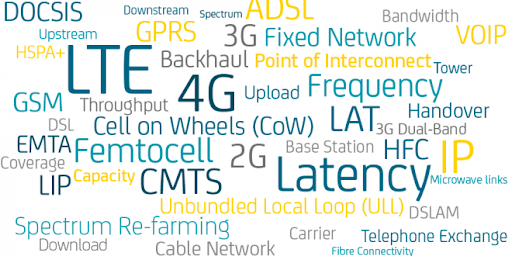 DOCSIS
Downstream
Spectrum
ADSL
Bandwidth
Upstream
GPRS
3G
Fixed Network
VOIP
HSPA+
LTE
Backhaul
Point of Interconnect
Tower
4G
Upload
Frequency
GSM
Throughput
LAT
Handover
DSL
Cell on Wheels (CoW)
3G Dual-Band
EMTA
Femtocell
2G
Base Station
HFC
IP
Coverage
LIP
Capacity
CMTS
Latency
Microwave links
Unbundled Local Loop (ULL)
DSLAM
Spectrum Re-farming
Carrier
Telephone Exchange
Download
Cable Network
Fibre Connectivity